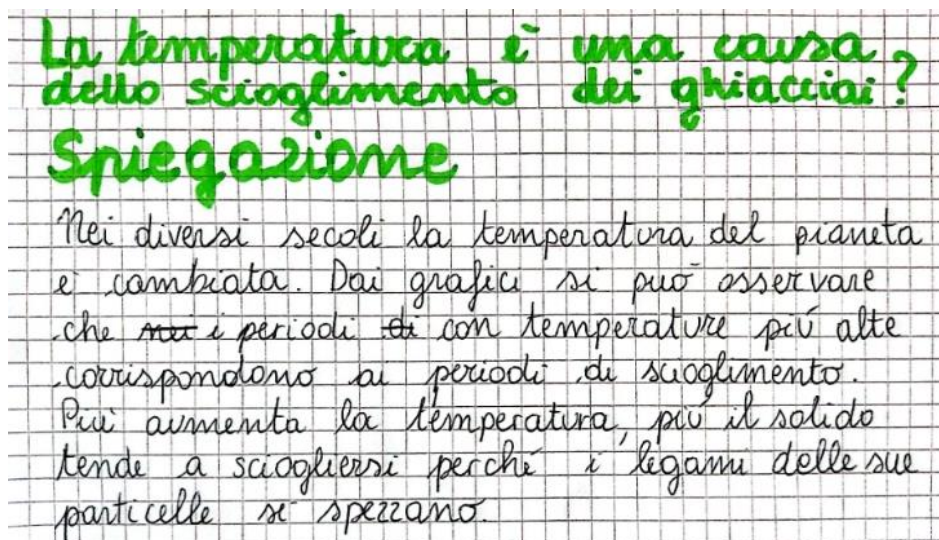 La temperatura è una causa
dello scioglimento dei ghiacciai?
Spiegazione
Nei diversi secoli la temperatura del pianeta
è cambiata. Dai grafici si può osservare
che nei i periodi di con temperature più alte
corrispondono ai periodi di scioglimento.
Più aumenta la temperatura, più il solido
tende a sciogliersi perché i legami delle sue
particelle si spezzano.